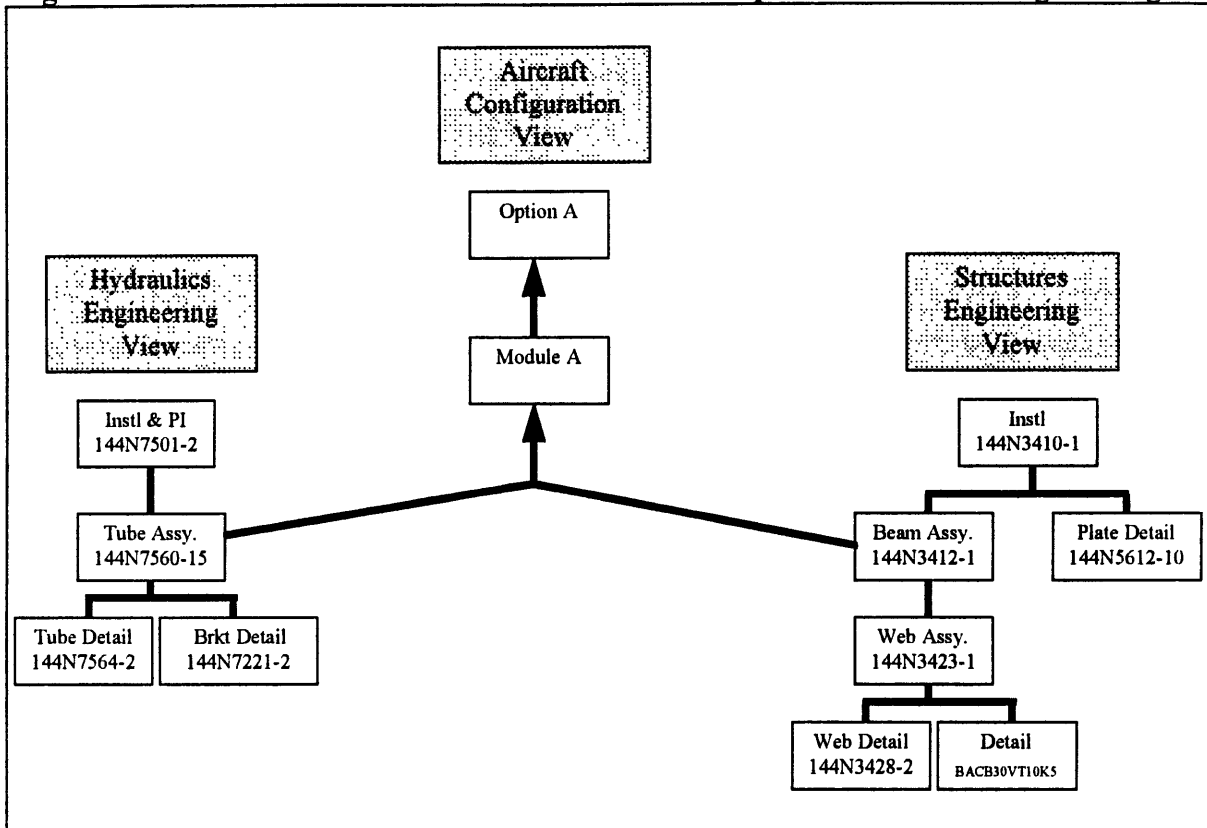 Aircraft
Configuration
View
Option A
Module A
Hydraulics
Engineering
View
Instl & PI
144N7501-2
Tube Assy.
144N7560-15
Tube Detail
144N7564-2
Brkt Detail
144N7221-2
Structures
Engineering
View
Instl
144N3410-1
Beam Assy.
144N3412-1
Plate Detail
144N5612-10
Web Assy.
144N3423-1
Web Detail
144N3428-2
Detail
BACB30VT10K5